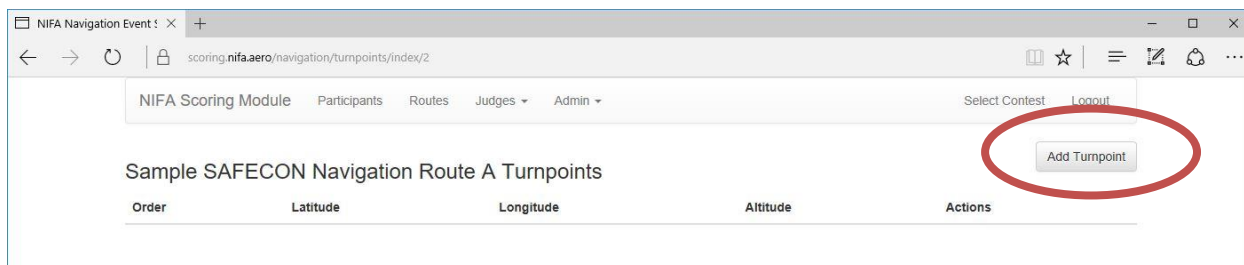 NIFA Navigation Event S
scoring.nifa.aero/navigation/turnpoints/index/2
NIFA Scoring Module Participants Routes Judges Admin Select Contest Logout
Add Turnpoint
Sample SAFECON Navigation Route A Turnpoints
Order Latitude Longitude Altitude Actions